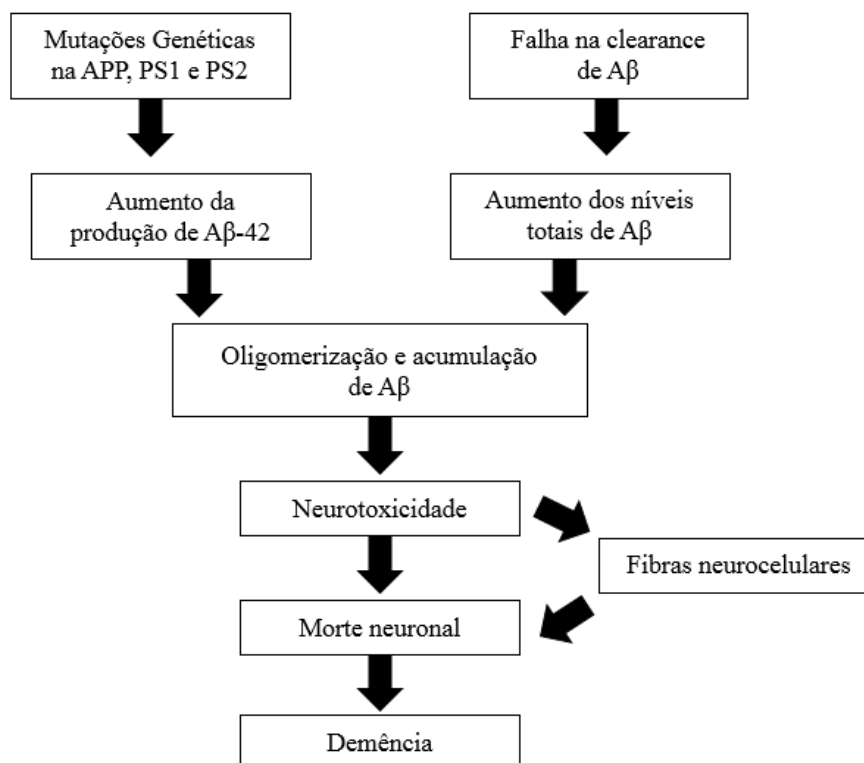 Mutações Genéticas
na APP, PS1 e PS2
Falha na clearance
de Aβ
Aumento da
produção de Aβ-42
Aumento dos níveis
totais de Aβ
Oligomerização e acumulação
de Aβ
Neurotoxicidade
Fibras neurocelulares
Morte neuronal
Demência